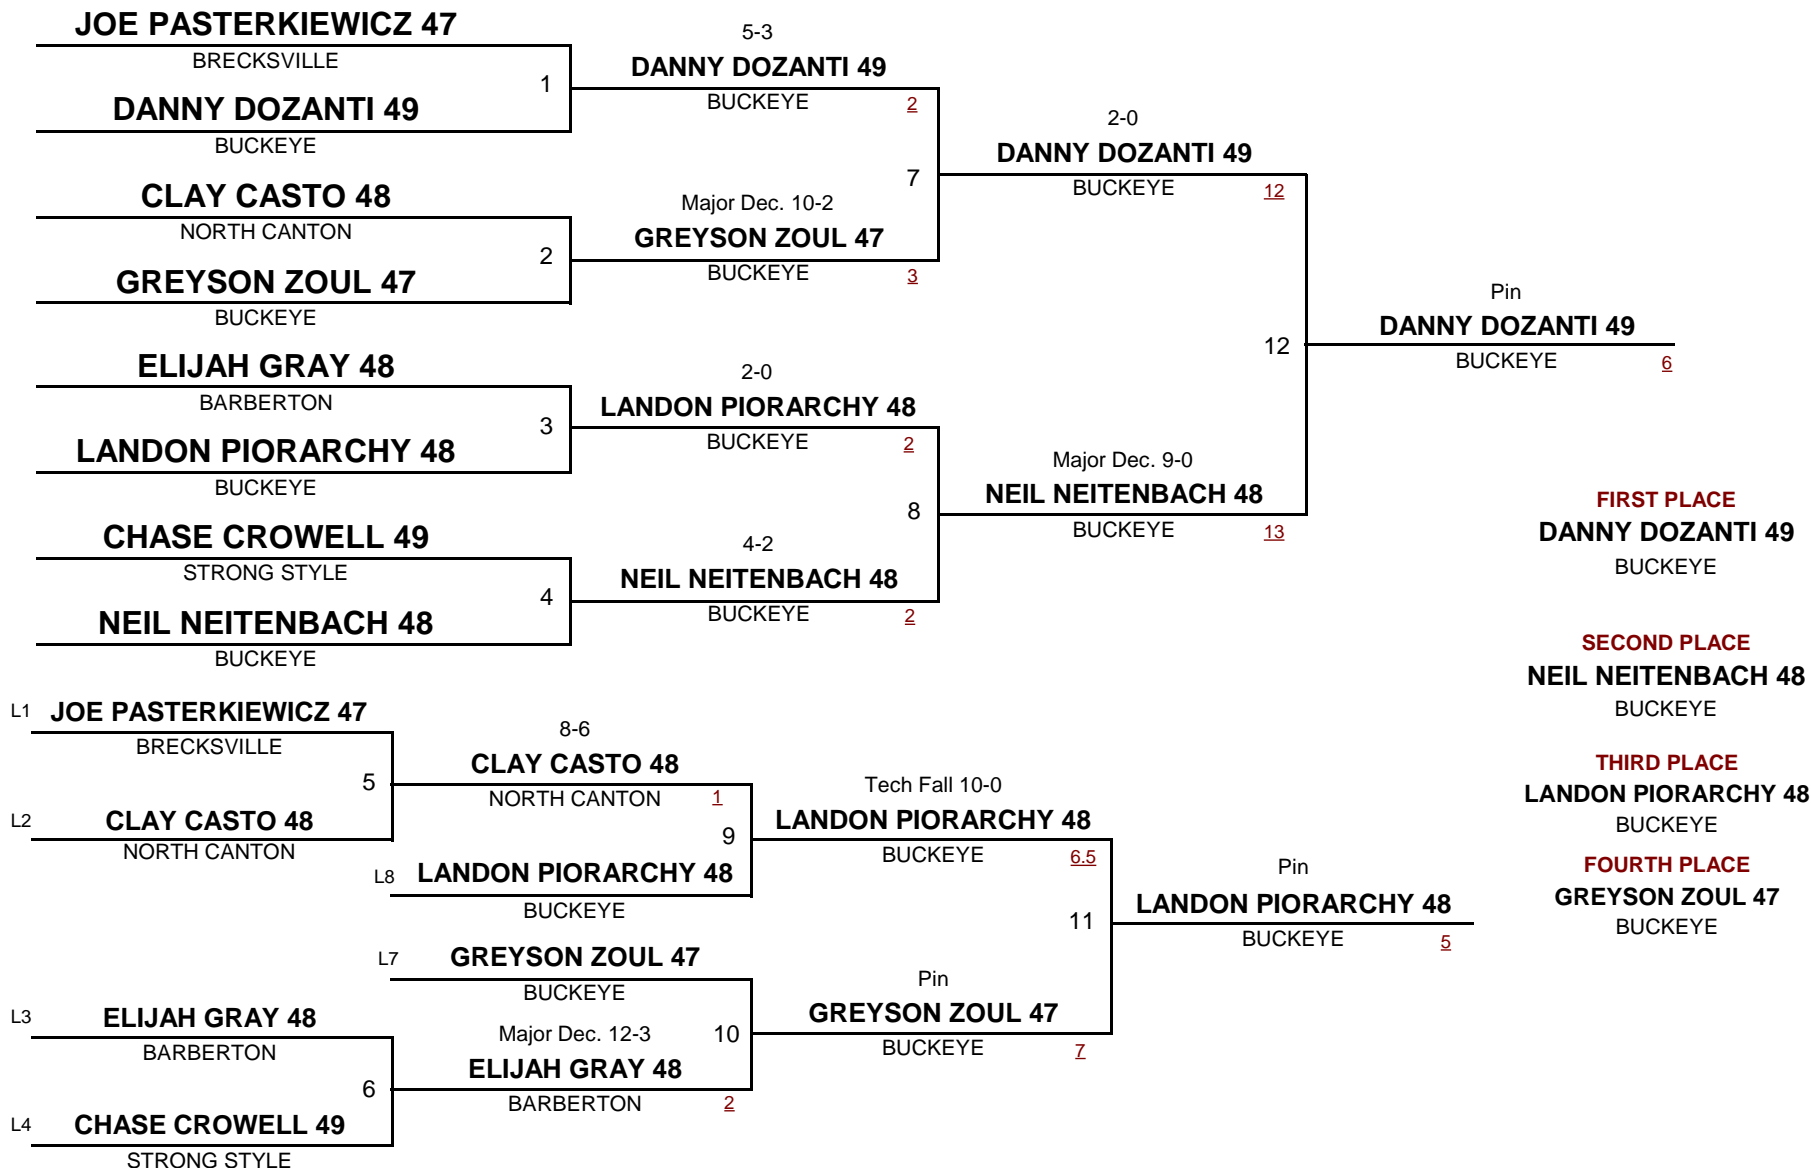 JOE PASTERKIEWICZ 47
BRECKSVILLE
1
DANNY DOZANTI 49
BUCKEYE
5-3
DANNY DOZANTI 49
BUCKEYE
2
CLAY CASTO 48
NORTH CANTON
2
GREYSON ZOUL 47
BUCKEYE
7
Major Dec. 10-2
GREYSON ZOUL 47
BUCKEYE
3
2-0
DANNY DOZANTI 49
BUCKEYE
12
ELIJAH GRAY 48
BARBERTON
3
LANDON PIORARCHY 48
BUCKEYE
2-0
LANDON PIORARCHY 48
BUCKEYE
2
CHASE CROWELL 49
STRONG STYLE
4
NEIL NEITENBACH 48
BUCKEYE
8
4-2
NEIL NEITENBACH 48
BUCKEYE
2
Major Dec. 9-0
NEIL NEITENBACH 48
BUCKEYE
13
12
Pin
DANNY DOZANTI 49
BUCKEYE
6
FIRST PLACE
DANNY DOZANTI 49
BUCKEYE
SECOND PLACE
NEIL NEITENBACH 48
BUCKEYE
THIRD PLACE
LANDON PIORARCHY 48
BUCKEYE
FOURTH PLACE
GREYSON ZOUL 47
BUCKEYE
L1 JOE PASTERKIEWICZ 47
BRECKSVILLE
5
L2 CLAY CASTO 48
NORTH CANTON
8-6
CLAY CASTO 48
NORTH CANTON
1
9
L8 LANDON PIORARCHY 48
BUCKEYE
Tech Fall 10-0
LANDON PIORARCHY 48
BUCKEYE
6.5
L7 GREYSON ZOUL 47
BUCKEYE
10
L3 ELIJAH GRAY 48
BARBERTON
6
L4 CHASE CROWELL 49
STRONG STYLE
Major Dec. 12-3
ELIJAH GRAY 48
BARBERTON
2
Pin
GREYSON ZOUL 47
BUCKEYE
7
11
Pin
LANDON PIORARCHY 48
BUCKEYE
5